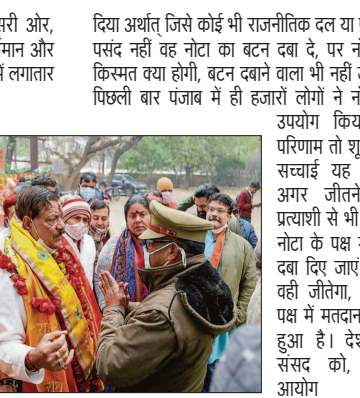 सरी ओर,
र्तमान और
में लगातार
दिया अर्थात् जिसे कोई भी राजनीतिक दल या प्र
पसंद नहीं वह नोटा का बटन दबा दे, पर नो
किस्मत क्या होगी, बटन दबाने वाला भी नहीं
पिछली बार पंजाब में ही हजारों लोगों ने नो
उपयोग किय
परिणाम तो शू
सच्चाई यह
अगर जीतने
प्रत्याशी से भी
नोटा के पक्ष
दबा दिए जाएं
वही जीतेगा,
पक्ष में मतदान
हुआ है। देश
संसद को,
आयोग